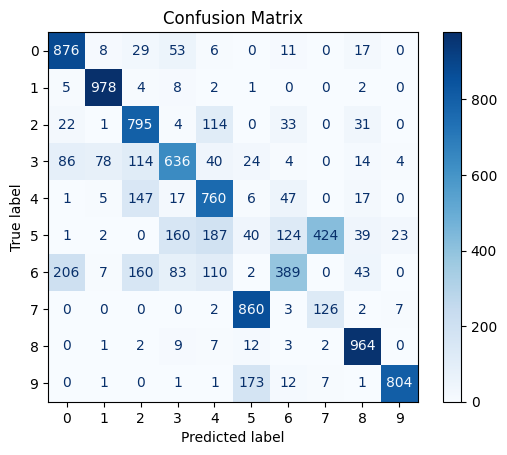 Confusion Matrix
0 876 8 29 53 6 0 11 0 17 0
1 5 978 4 8 2 1 0 0 2 0
800
2 22 1 795 4 114 0 33 0 31 0
3 86 78 114 636 40 24 4 0 14 4
600
4 1 5 147 17 760 6 47 0 17 0
True label
5 1 2 0 160 187 40 124 424 39 23
400
6 206 7 160 83 110 2 389 0 43 0
7 0 0 0 0 2 860 3 126 2 7
200
8 0 1 2 9 7 12 3 2 964 0
9 0 1 0 1 1 173 12 7 1 804
0
0 1 2 3 4 5 6 7 8 9
Predicted label